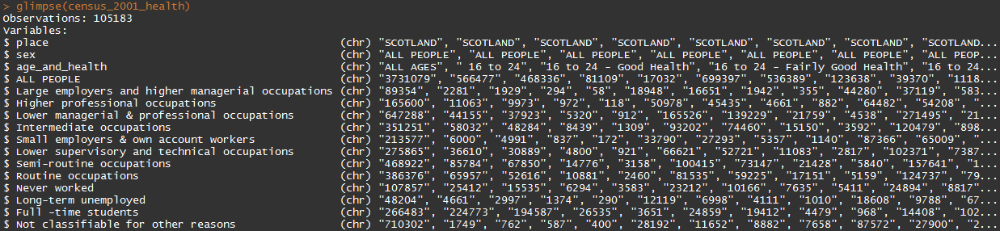 > glimpse(census_2001_health)
Observations: 105183
Variables:
$ place (chr) "SCOTLAND", "SCOTLAND", "SCOTLAND", "SCOTLAND", "SCOTLAND", "SCOTLAND", "SCOTLAND", "SCOTLAND...
$ sex (chr) "ALL PEOPLE", "ALL PEOPLE", "ALL PEOPLE", "ALL PEOPLE", "ALL PEOPLE", "ALL PEOPLE", "ALL PEOP...
$ age_and_health (chr) "ALL AGES", " 16 to 24", "16 to 24 - Good Health", "16 to 24 - Fairly Good Health", "16 to 24...
$ ALL PEOPLE (chr) "3731079", "566477", "468336", "81109", "17032", "699397", "536389", "123638", "39370", "1118...
$ Large employers and higher managerial occupations (chr) "89354", "2281", "1929", "294", "58", "18948", "16651", "1942", "355", "44280", "37119", "583...
$ Higher professional occupations (chr) "165600", "11063", "9973", "972", "118", "50978", "45435", "4661", "882", "64482", "54208", "...
$ Lower managerial & professional occupations (chr) "647288", "44155", "37923", "5320", "912", "165526", "139229", "21759", "4538", "271495", "21...
$ Intermediate occupations (chr) "351251", "58032", "48284", "8439", "1309", "93202", "74460", "15150", "3592", "120479", "898...
$ Small employers & own account workers (chr) "213577", "6000", "4991", "837", "172", "33790", "27293", "5357", "1140", "87366", "65009", "...
$ Lower supervisory and technical occupations (chr) "275865", "36610", "30889", "4800", "921", "66621", "52721", "11083", "2817", "102371", "7387...
$ Semi-routine occupations (chr) "468922", "85784", "67850", "14776", "3158", "100415", "73147", "21428", "5840", "157641", "1...
$ Routine occupations (chr) "386376", "65957", "52616", "10881", "2460", "81535", "59225", "17151", "5159", "124737", "79...
$ Never worked (chr) "107857", "25412", "15535", "6294", "3583", "23212", "10166", "7635", "5411", "24894", "8817"...
$ Long-term unemployed (chr) "48204", "4661", "2997", "1374", "290", "12119", "6998", "4111", "1010", "18608", "9788", "67...
$ Full -time students (chr) "266483", "224773", "194587", "26535", "3651", "24859", "19412", "4479", "968", "14408", "102...
$ Not classifiable for other reasons (chr) "710302", "1749", "762", "587", "400", "28192", "11652", "8882", "7658", "87572", "27900", "2...